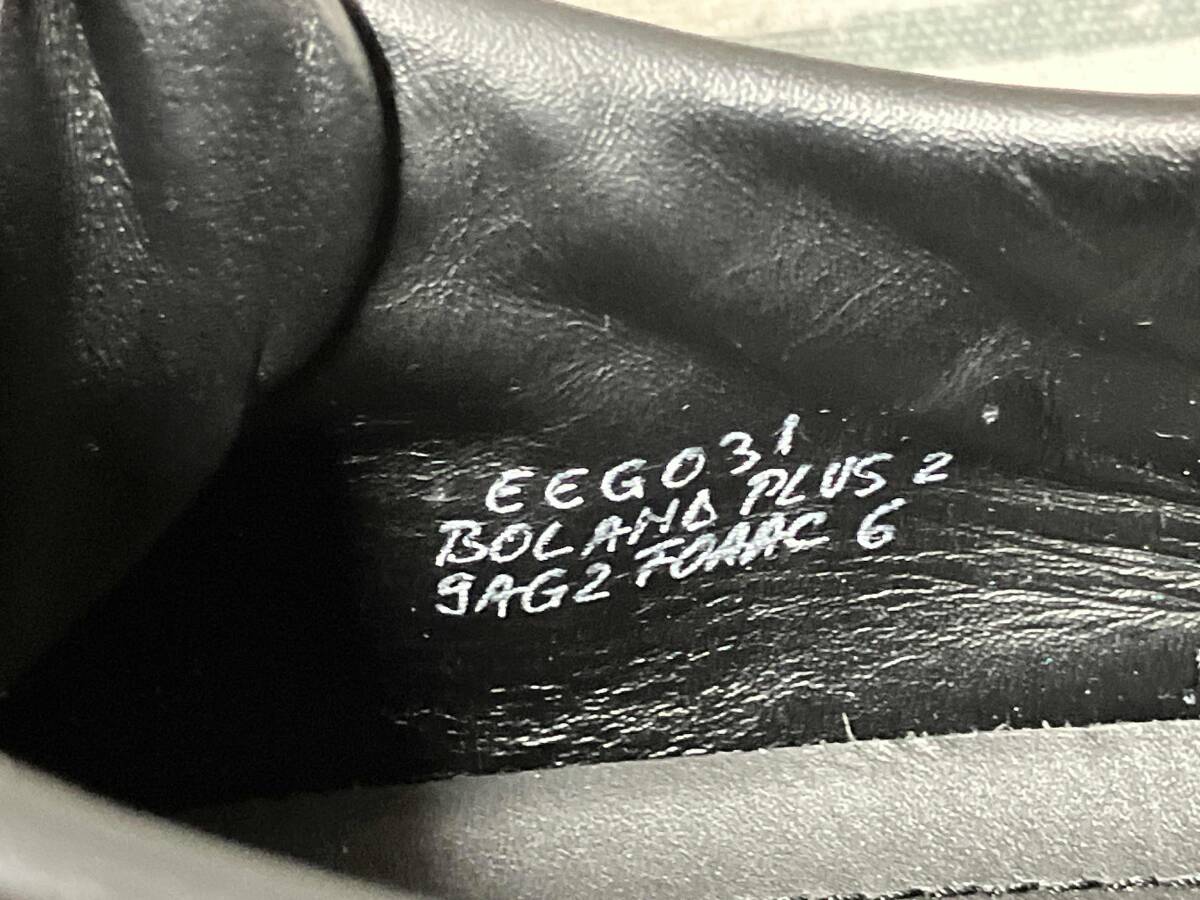 EEG031
BOLAND PLUS 2
9AG2 FOAAC 6